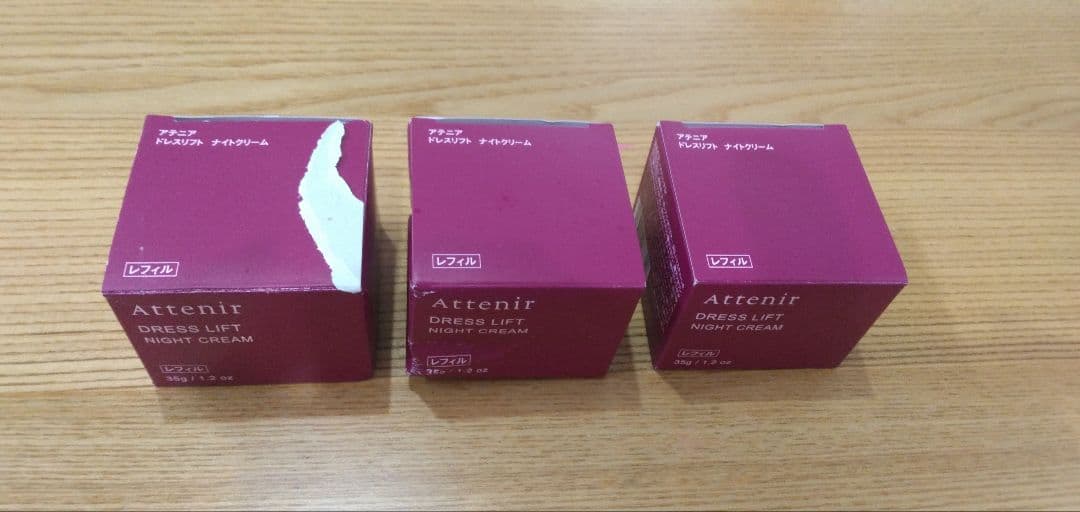 アテニア
ドレスリフト ナイトクリーム
レフィル
Attenir
DRESS LIFT
NIGHT CREAM
レフィル
35g / 1.2 oz
アテニア
ドレスリフト ナイトクリーム
レフィル
Attenir
DRESS LIFT
NIGHT CREAM
レフィル
35g / 1.2 oz
アテニア
ドレスリフト ナイトクリーム
レフィル
Attenir
DRESS LIFT
NIGHT CREAM
レフィル
35g / 1.2 oz